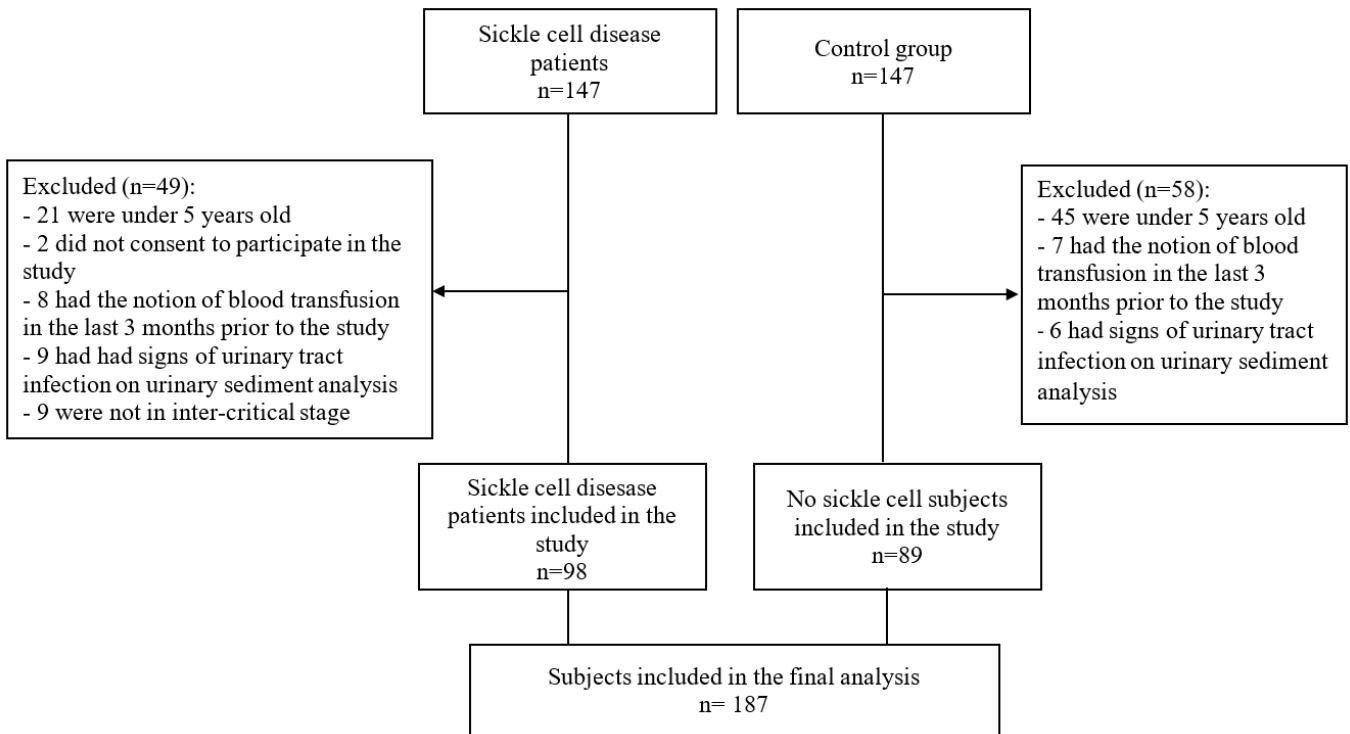 Sickle cell disease
patients
n=147
Control group
n=147
Excluded (n=49):
- 21 were under 5 years old
- 2 did not consent to participate in the
study
- 8 had the notion of blood transfusion
in the last 3 months prior to the study
- 9 had had signs of urinary tract
infection on urinary sediment analysis
- 9 were not in inter-critical stage
Excluded (n=58):
- 45 were under 5 years old
- 7 had the notion of blood
transfusion in the last 3
months prior to the study
- 6 had signs of urinary tract
infection on urinary sediment
analysis
Sickle cell disesase
patients included in the
study
n=98
No sickle cell subjects
included in the study
n=89
Subjects included in the final analysis
n= 187